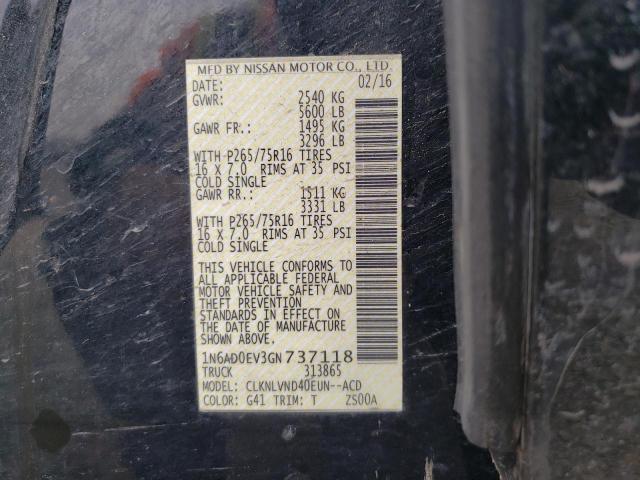 MFD BY NISSAN MOTOR CO., LTD.
DATE: 02/16
GVWR: 2540 KG
5600 LB
GAWR FR.: 1495 KG
3296 LB
WITH P265/75R16 TIRES
16 X 7.0 RIMS AT 35 PSI
COLD SINGLE
GAWR RR.: 1511 KG
3331 LB
WITH P265/75R16 TIRES
16 X 7.0 RIMS AT 35 PSI
COLD SINGLE
THIS VEHICLE CONFORMS TO
ALL APPLICABLE FEDERAL
MOTOR VEHICLE SAFETY AND
THEFT PREVENTION
STANDARDS IN EFFECT ON
THE DATE OF MANUFACTURE
SHOWN ABOVE.
1N6AD0EV3GN737118
TRUCK 313865
MODEL: CLKNLVND40EUN--ACD
COLOR: G41 TRIM: T ZS00A